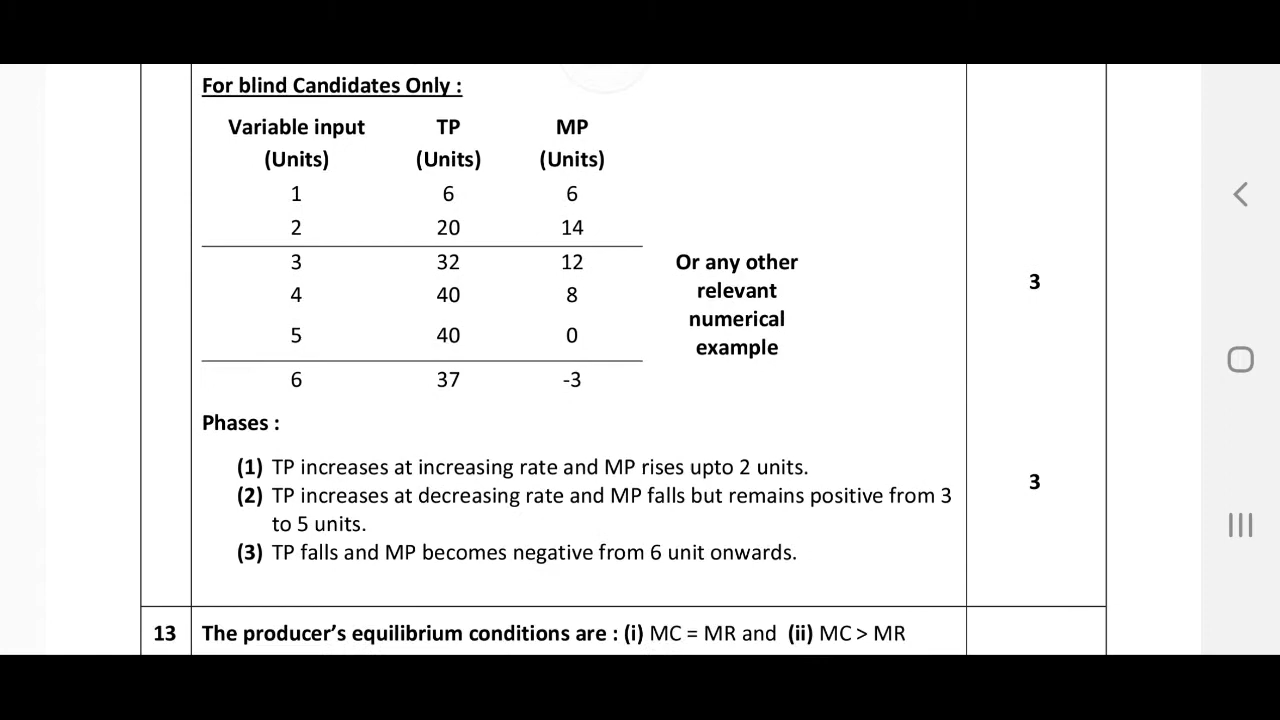 For blind Candidates Only :
Variable input TP MP
(Units) (Units) (Units)
1 6 6
2 20 14
3 32 12
4 40 8
5 40 0
6 37 -3
Or any other
relevant
numerical
example
3
Phases :
(1) TP increases at increasing rate and MP rises upto 2 units.
(2) TP increases at decreasing rate and MP falls but remains positive from 3
to 5 units.
(3) TP falls and MP becomes negative from 6 unit onwards.
3
13 The producer’s equilibrium conditions are : (i) MC = MR and (ii) MC > MR